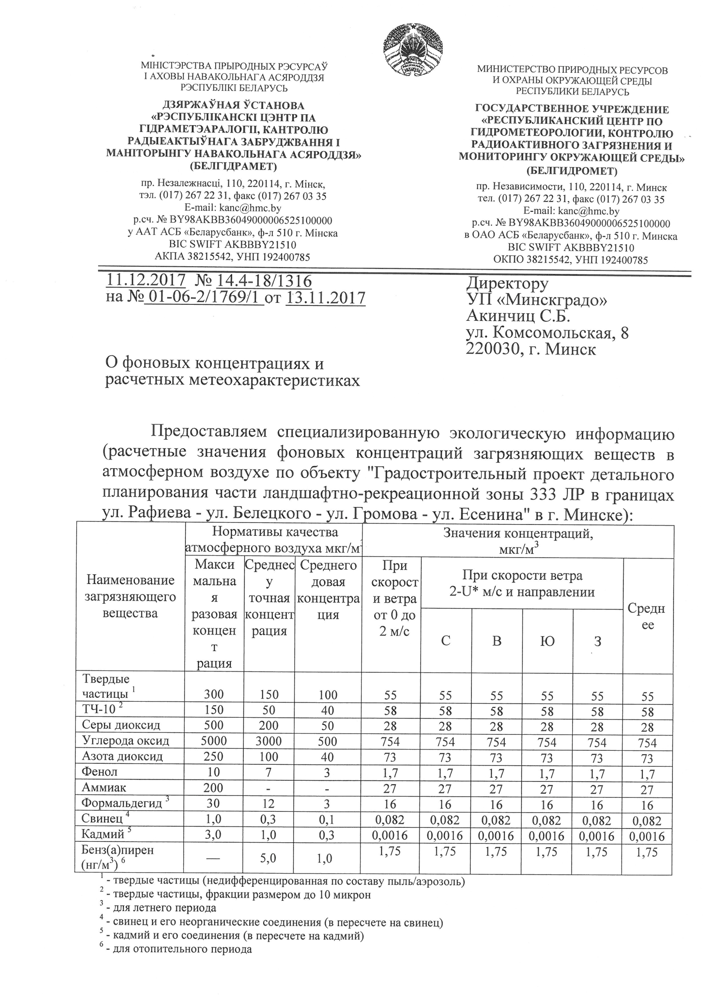 МІНІСТЭРСТВА ПРЫРОДНЫХ РЭСУРСАЎ
І АХОВЫ НАВАКОЛЬНАГА АСЯРОДДЗЯ
РЭСПУБЛІКІ БЕЛАРУСЬ
ДЗЯРЖАЎНАЯ ЎСТАНОВА
«РЭСПУБЛІКАНСКІ ЦЭНТР ПА
ГІДРАМЕТЭАРАЛОГІІ, КАНТРОЛЮ
РАДЫЕАКТЫЎНАГА ЗАБРУДЖВАННЯ І
МАНІТОРЫНГУ НАВАКОЛЬНАГА АСЯРОДДЗЯ»
(БЕЛГІДРАМЕТ)
пр. Незалежнасці, 110, 220114, г. Мінск,
тэл. (017) 267 22 31, факс (017) 267 03 35
E-mail: kanc@hmc.by
р.сч. № BY98AKBB36049000006525100000
у ААТ АСБ «Беларусбанк», ф-л 510 г. Мінска
BIC SWIFT AKBBBY21510
АКПА 38215542, УНП 192400785
МИНИСТЕРСТВО ПРИРОДНЫХ РЕСУРСОВ
И ОХРАНЫ ОКРУЖАЮЩЕЙ СРЕДЫ
РЕСПУБЛИКИ БЕЛАРУСЬ
ГОСУДАРСТВЕННОЕ УЧРЕЖДЕНИЕ
«РЕСПУБЛИКАНСКИЙ ЦЕНТР ПО
ГИДРОМЕТЕОРОЛОГИИ, КОНТРОЛЮ
РАДИОАКТИВНОГО ЗАГРЯЗНЕНИЯ И
МОНИТОРИНГУ ОКРУЖАЮЩЕЙ СРЕДЫ»
(БЕЛГИДРОМЕТ)
пр. Независимости, 110, 220114, г. Минск
тел. (017) 267 22 31, факс (017) 267 03 35
E-mail: kanc@hmc.by
р.сч. № BY98AKBB36049000006525100000
в ОАО АСБ «Беларусбанк», ф-л 510 г. Минска
BIC SWIFT AKBBBY21510
ОКПО 38215542, УНП 192400785
11.12.2017 № 14.4-18/1316
на № 01-06-2/1769/1 от 13.11.2017
Директору
УП «Минскградо»
Акинчиц С.Б.
ул. Комсомольская, 8
220030, г. Минск
О фоновых концентрациях и
расчетных метеохарактеристиках
Предоставляем специализированную экологическую информацию
(расчетные значения фоновых концентраций загрязняющих веществ в
атмосферном воздухе по объекту "Градостроительный проект детального
планирования части ландшафтно-рекреационной зоны 333 ЛР в границах
ул. Рафиева - ул. Белецкого - ул. Громова - ул. Есенина" в г. Минске):
Наименование
загрязняющего
вещества
Нормативы качества
атмосферного воздуха мкг/м³
Значения концентраций,
мкг/м³
Макси
мальна
я
разовая
концен
т
рация
Среднес
у
точная
концент
рация
Среднего
довая
концентра
ция
При
скорост
и ветра
от 0 до
2 м/с
При скорости ветра
2-U* м/с и направлении
С В Ю З
Средн
ее
Твердые
частицы ¹ 300 150 100 55 55 55 55 55 55
ТЧ-10 ² 150 50 40 58 58 58 58 58 58
Серы диоксид 500 200 50 28 28 28 28 28 28
Углерода оксид 5000 3000 500 754 754 754 754 754 754
Азота диоксид 250 100 40 73 73 73 73 73 73
Фенол 10 7 3 1,7 1,7 1,7 1,7 1,7 1,7
Аммиак 200 - - 27 27 27 27 27 27
Формальдегид ³ 30 12 3 16 16 16 16 16 16
Свинец ⁴ 1,0 0,3 0,1 0,082 0,082 0,082 0,082 0,082 0,082
Кадмий ⁵ 3,0 1,0 0,3 0,0016 0,0016 0,0016 0,0016 0,0016 0,0016
Бенз(а)пирен
(нг/м³) ⁶ — 5,0 1,0 1,75 1,75 1,75 1,75 1,75 1,75
¹ - твердые частицы (недифференцированная по составу пыль/аэрозоль)
² - твердые частицы, фракции размером до 10 микрон
³ - для летнего периода
⁴ - свинец и его неорганические соединения (в пересчете на свинец)
⁵ - кадмий и его соединения (в пересчете на кадмий)
⁶ - для отопительного периода